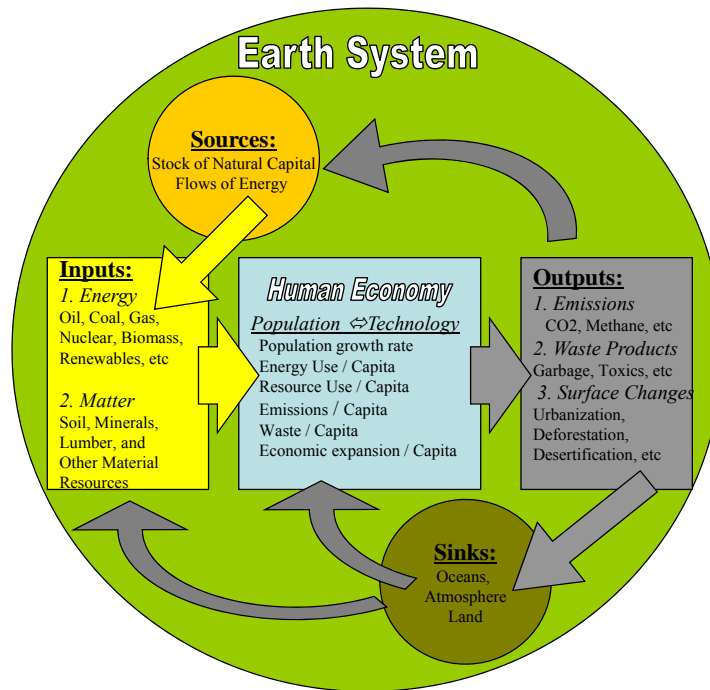 Earth System
Sources:
Stock of Natural Capital
Flows of Energy
Inputs:
1. Energy
Oil, Coal, Gas,
Nuclear, Biomass,
Renewables, etc
2. Matter
Soil, Minerals,
Lumber, and
Other Material
Resources
Human Economy
Population ⇔Technology
Population growth rate
Energy Use / Capita
Resource Use / Capita
Emissions / Capita
Waste / Capita
Economic expansion / Capita
Outputs:
1. Emissions
CO2, Methane, etc
2. Waste Products
Garbage, Toxics, etc
3. Surface Changes
Urbanization,
Deforestation,
Desertification, etc
Sinks:
Oceans,
Atmosphere
Land